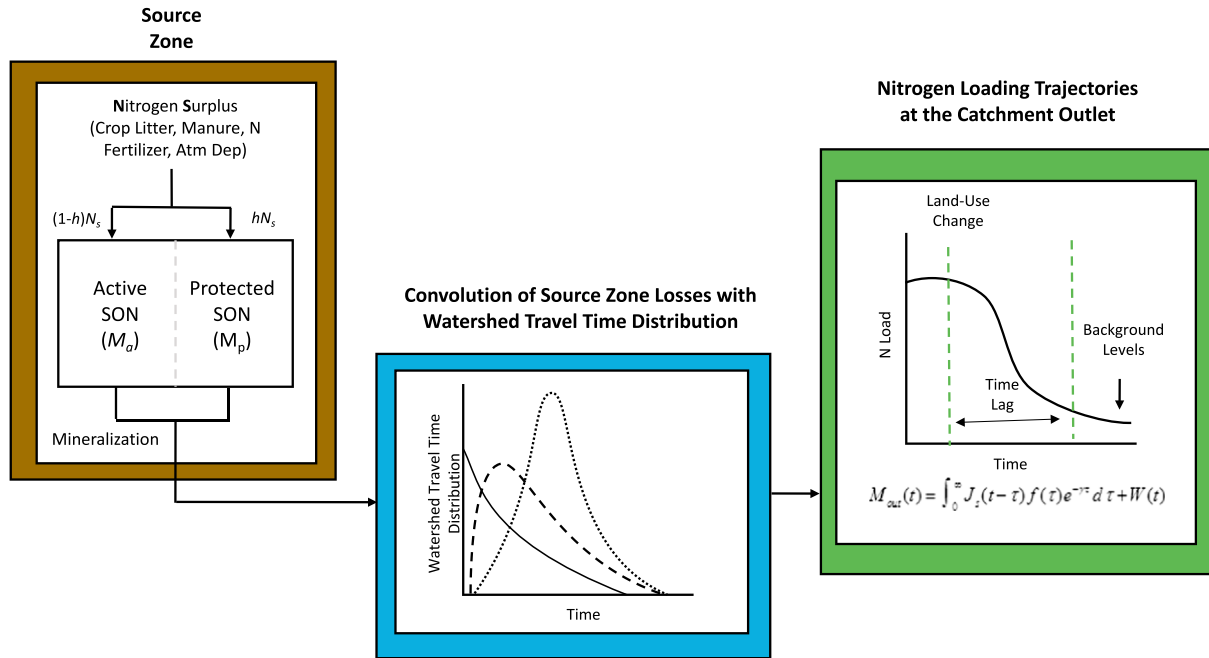 Source
Zone
Nitrogen Surplus
(Crop Litter, Manure, N
Fertilizer, Atm Dep)
(1-h)Nₛ
hNₛ
Active
SON
(Mₐ)
Protected
SON
(Mₚ)
Mineralization
Convolution of Source Zone Losses with
Watershed Travel Time Distribution
Watershed Travel Time
Distribution
Time
Nitrogen Loading Trajectories
at the Catchment Outlet
Land-Use
Change
N Load
Background
Levels
Time
Lag
Time
M_out(t) = ∫₀^∞ Jₛ(t−τ) f(τ)e^{−γτ} dτ + W(t)